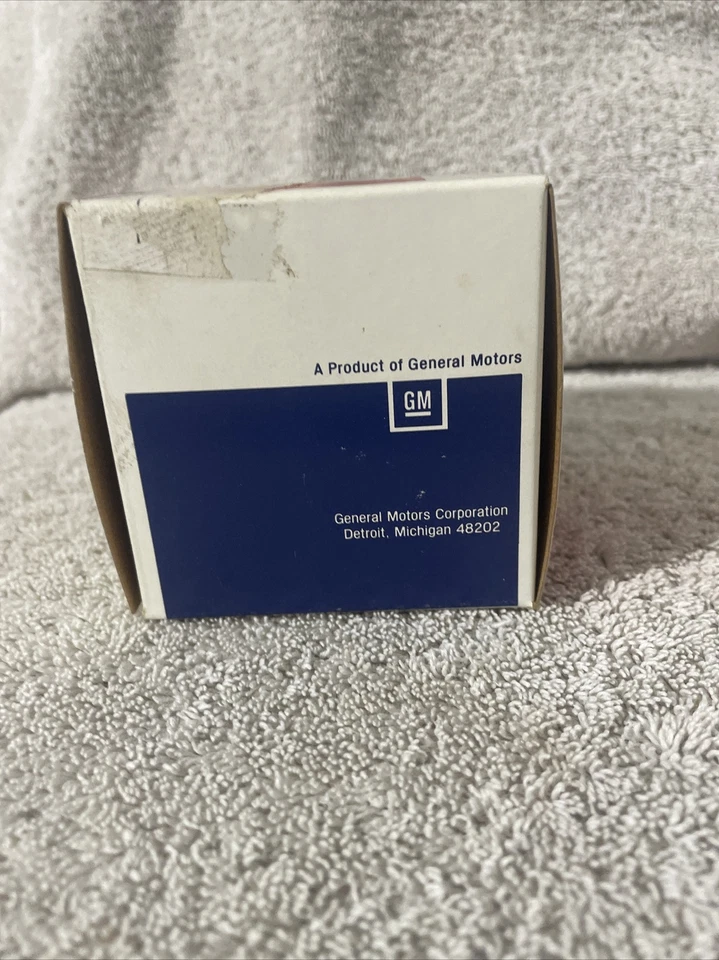 A Product of General Motors
GM
General Motors Corporation
Detroit, Michigan 48202